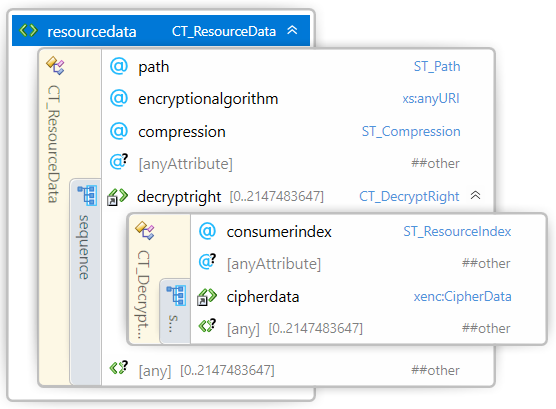 resourcedata CT_ResourceData
@ path ST_Path
@ encryptionalgorithm xs:anyURI
@ compression ST_Compression
@? [anyAttribute] ##other
CT_ResourceData
sequence
decryptright [0..2147483647] CT_DecryptRight
@ consumerindex ST_ResourceIndex
@? [anyAttribute] ##other
CT_Decrypt...
s...
cipherdata xenc:CipherData
? [any] [0..2147483647] ##other
? [any] [0..2147483647] ##other